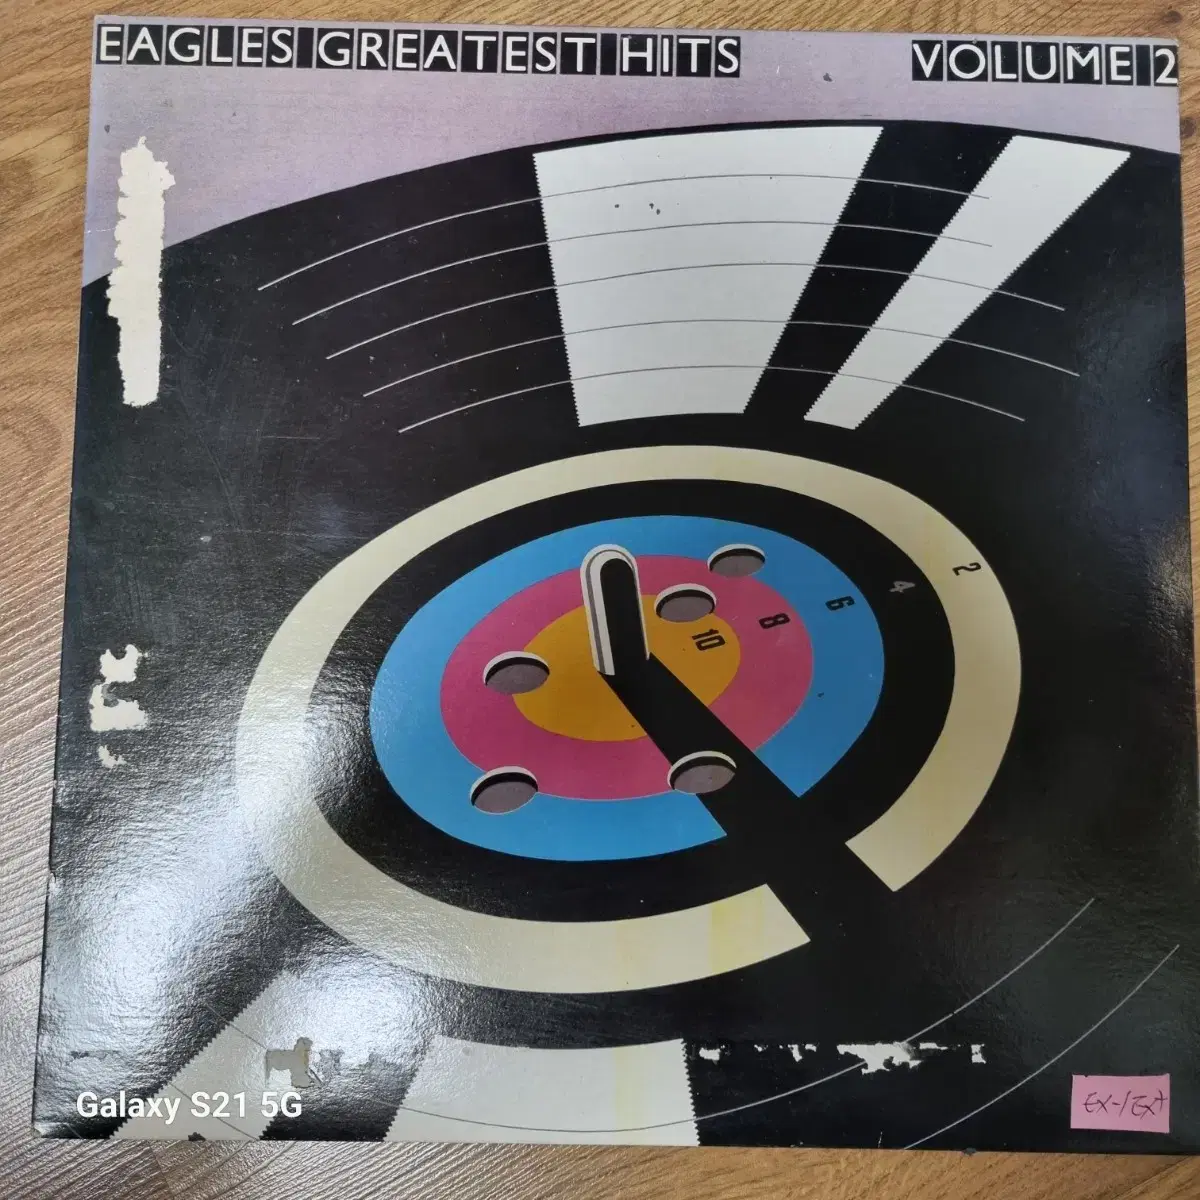 EAGLES GREATEST HITS VOLUME 2
2
4
6
8
10
EX-/EX+
Galaxy S21 5G